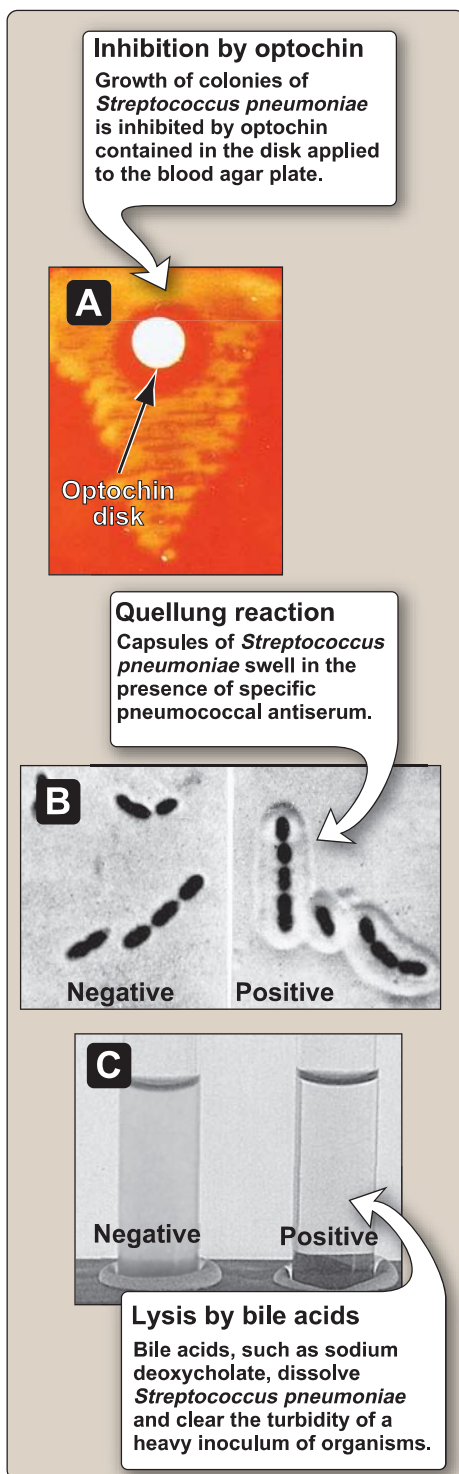 Inhibition by optochin
Growth of colonies of
Streptococcus pneumoniae
is inhibited by optochin
contained in the disk applied
to the blood agar plate.
A
Optochin
disk
Quellung reaction
Capsules of Streptococcus
pneumoniae swell in the
presence of specific
pneumococcal antiserum.
B
Negative
Positive
C
Negative
Positive
Lysis by bile acids
Bile acids, such as sodium
deoxycholate, dissolve
Streptococcus pneumoniae
and clear the turbidity of a
heavy inoculum of organisms.